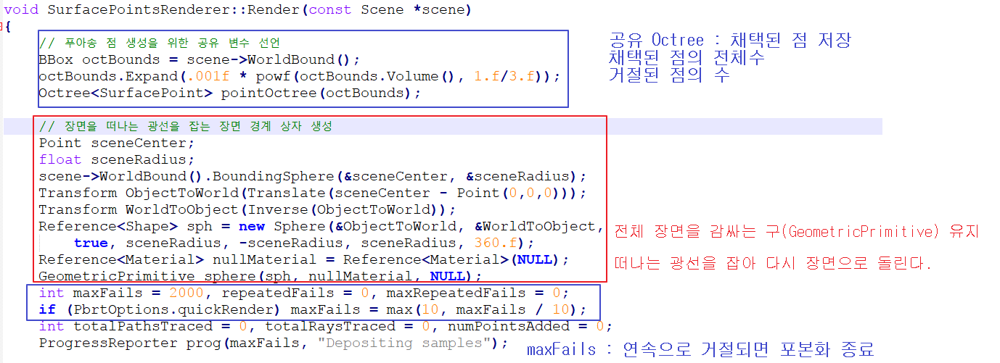 void SurfacePointsRenderer::Render(const Scene *scene)
{
// 푸아송 점 생성을 위한 공유 변수 선언
BBox octBounds = scene->WorldBound();
octBounds.Expand(.001f * powf(octBounds.Volume(), 1.f/3.f));
Octree<SurfacePoint> pointOctree(octBounds);
공유 Octree : 채택된 점 저장
채택된 점의 전체수
거절된 점의 수
// 장면을 떠나는 광선을 잡는 장면 경계 상자 생성
Point sceneCenter;
float sceneRadius;
scene->WorldBound().BoundingSphere(&sceneCenter, &sceneRadius);
Transform ObjectToWorld(Translate(sceneCenter - Point(0,0,0)));
Transform WorldToObject(Inverse(ObjectToWorld));
Reference<Shape> sph = new Sphere(&ObjectToWorld, &WorldToObject,
true, sceneRadius, -sceneRadius, sceneRadius, 360.f);
Reference<Material> nullMaterial = Reference<Material>(NULL);
GeometricPrimitive sphere(sph, nullMaterial, NULL);
전체 장면을 감싸는 구(GeometricPrimitive) 유지
떠나는 광선을 잡아 다시 장면으로 돌린다.
int maxFails = 2000, repeatedFails = 0, maxRepeatedFails = 0;
if (PbrtOptions.quickRender) maxFails = max(10, maxFails / 10);
int totalPathsTraced = 0, totalRaysTraced = 0, numPointsAdded = 0;
ProgressReporter prog(maxFails, "Depositing samples");
maxFails : 연속으로 거절되면 포본화 종료